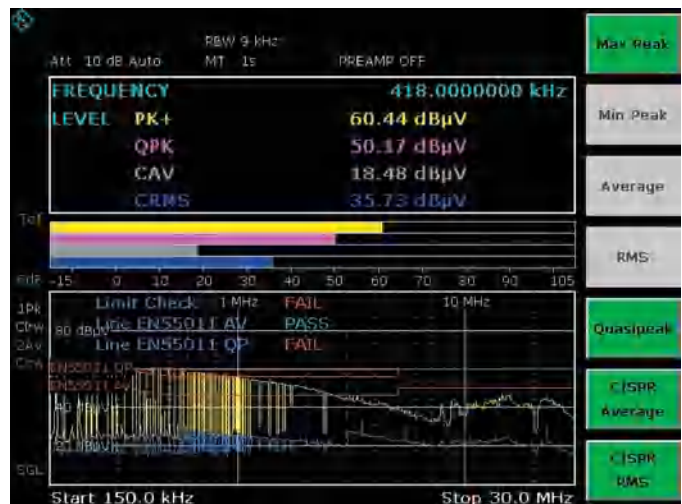 RBW 9 kHz
Att 10 dB Auto MT 1s PREAMP OFF
FREQUENCY 418.0000000 kHz
LEVEL PK+ 60.44 dBµV
QPK 50.17 dBµV
CAV 18.48 dBµV
CRMS 35.73 dBµV
TdF
6dB -15 0 10 20 30 40 50 60 70 80 90 105
Limit Check 1 MHz FAIL 10 MHz
Line EN55011 AV PASS
80 dBµV
Line EN55011 QP FAIL
1Pk
Clrw
2Av
Clrw
EN55011 QP
EN55011 AV
40 dBµV
SGL
Start 150.0 kHz Stop 30.0 MHz
Max Peak
Min Peak
Average
RMS
Quasipeak
CISPR
Average
CISPR
RMS